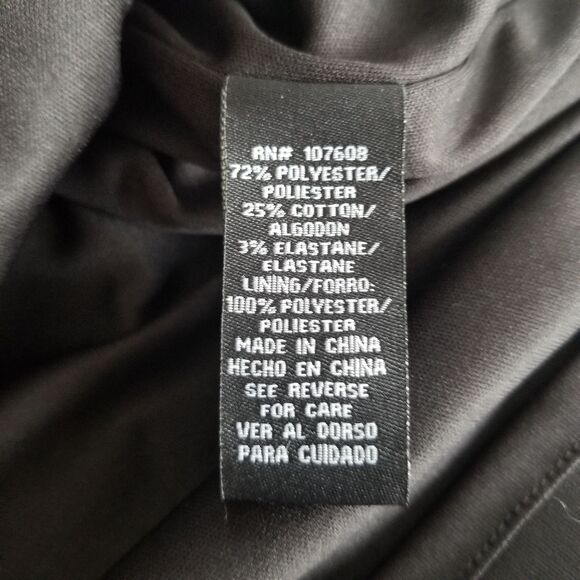 RN# 107608
72% POLYESTER/
POLIESTER
25% COTTON/
ALGODON
3% ELASTANE/
ELASTANE
LINING/FORRO:
100% POLYESTER/
POLIESTER
MADE IN CHINA
HECHO EN CHINA
SEE REVERSE
FOR CARE
VER AL DORSO
PARA CUIDADO